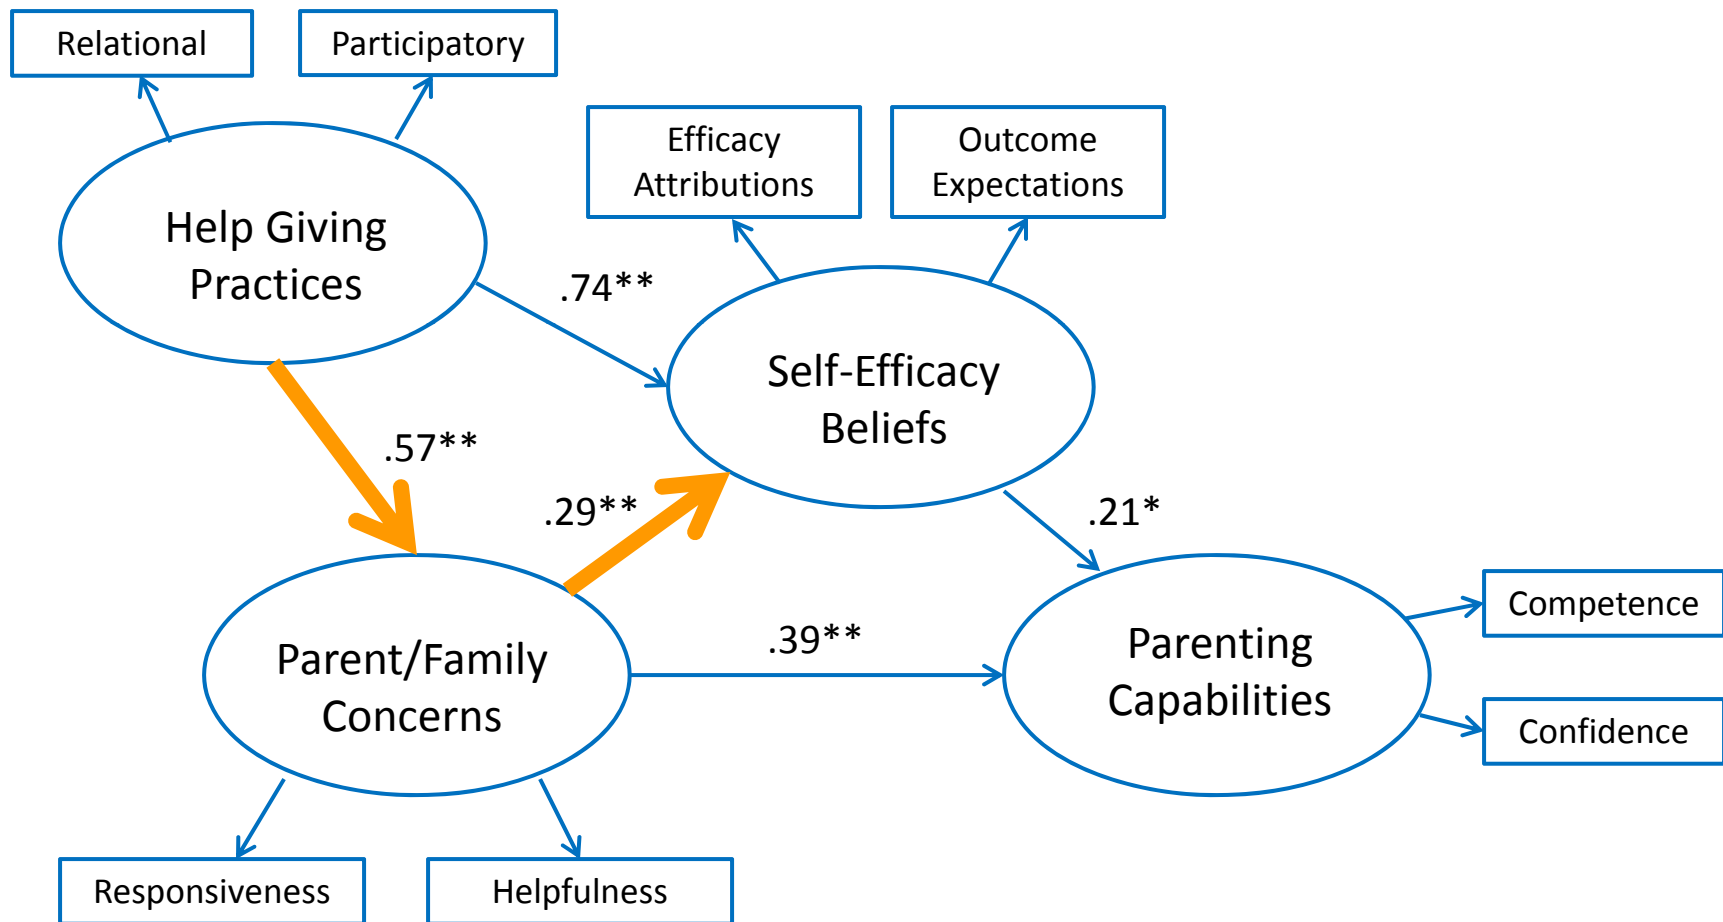 Relational
Participatory
Efficacy
Attributions
Outcome
Expectations
Help Giving
Practices
.74**
Self-Efficacy
Beliefs
.57**
.29**
.21*
Parent/Family
Concerns
.39**
Parenting
Capabilities
Competence
Confidence
Responsiveness
Helpfulness